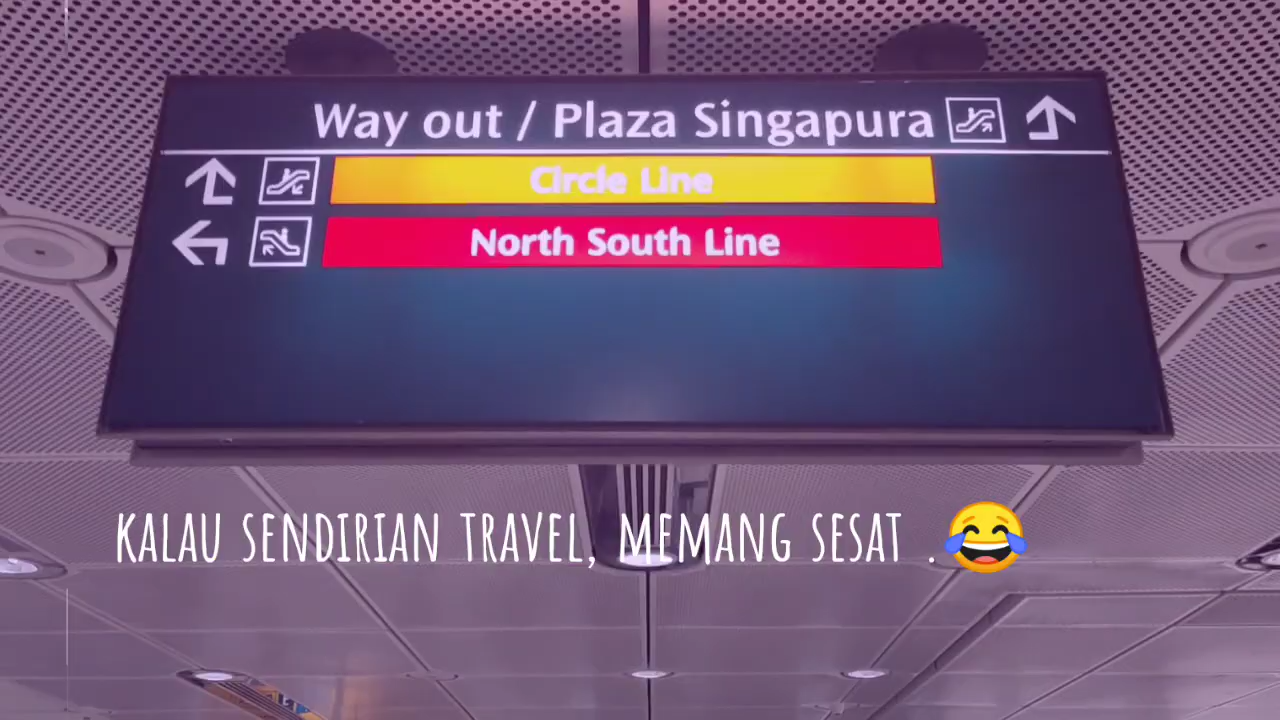 Way out / Plaza Singapura
Circle Line
North South Line
KALAU SENDIRIAN TRAVEL, MEMANG SESAT .😂